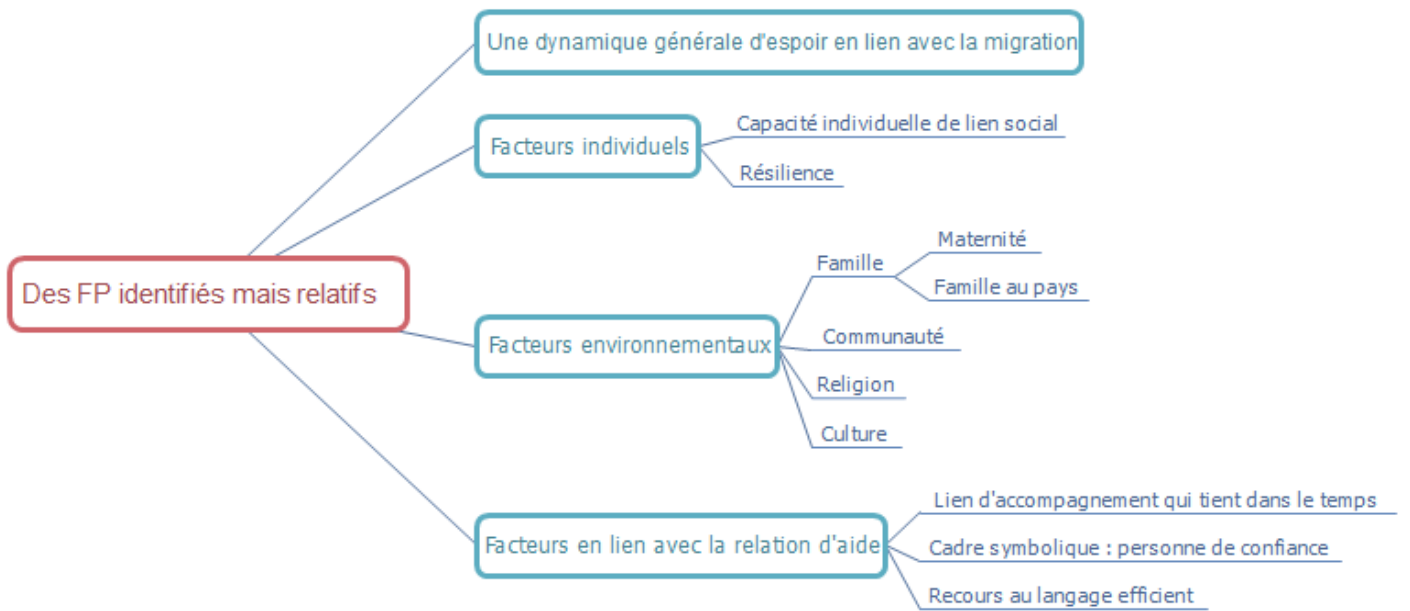 Des FP identifiés mais relatifs
Une dynamique générale d'espoir en lien avec la migration
Facteurs individuels
Capacité individuelle de lien social
Résilience
Facteurs environnementaux
Famille
Maternité
Famille au pays
Communauté
Religion
Culture
Facteurs en lien avec la relation d'aide
Lien d'accompagnement qui tient dans le temps
Cadre symbolique : personne de confiance
Recours au langage efficient